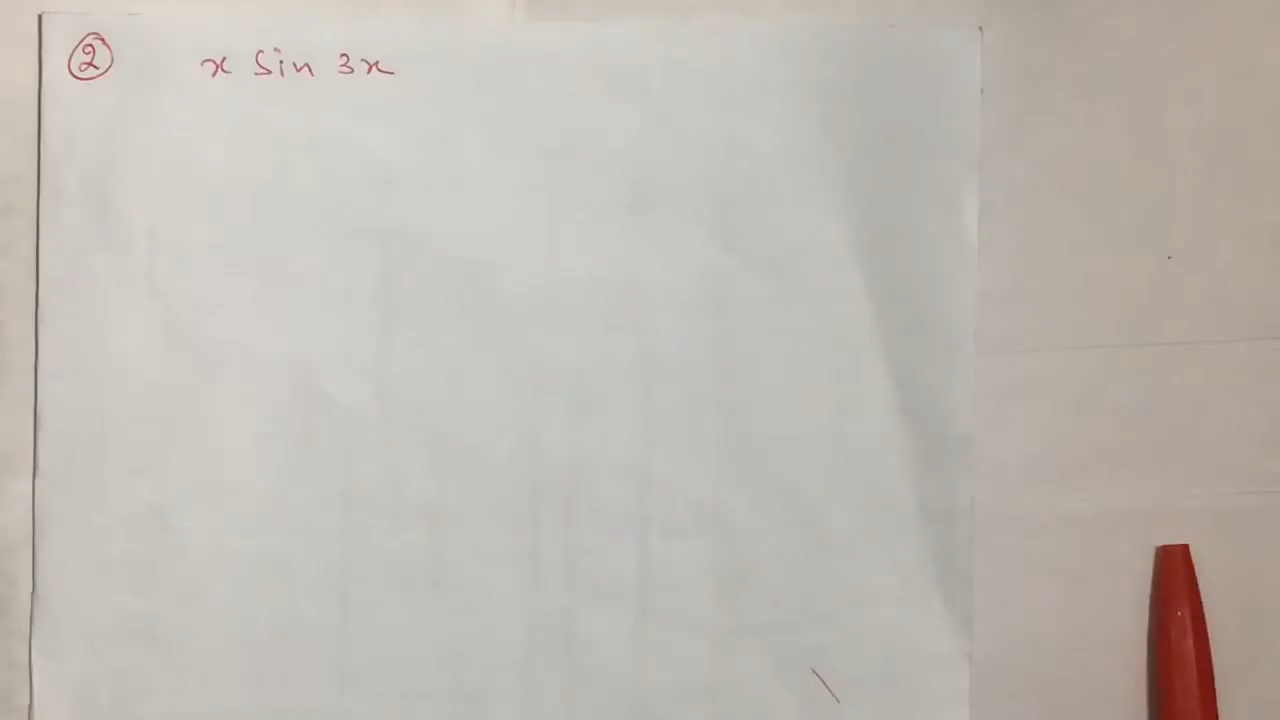 ② x Sin 3x